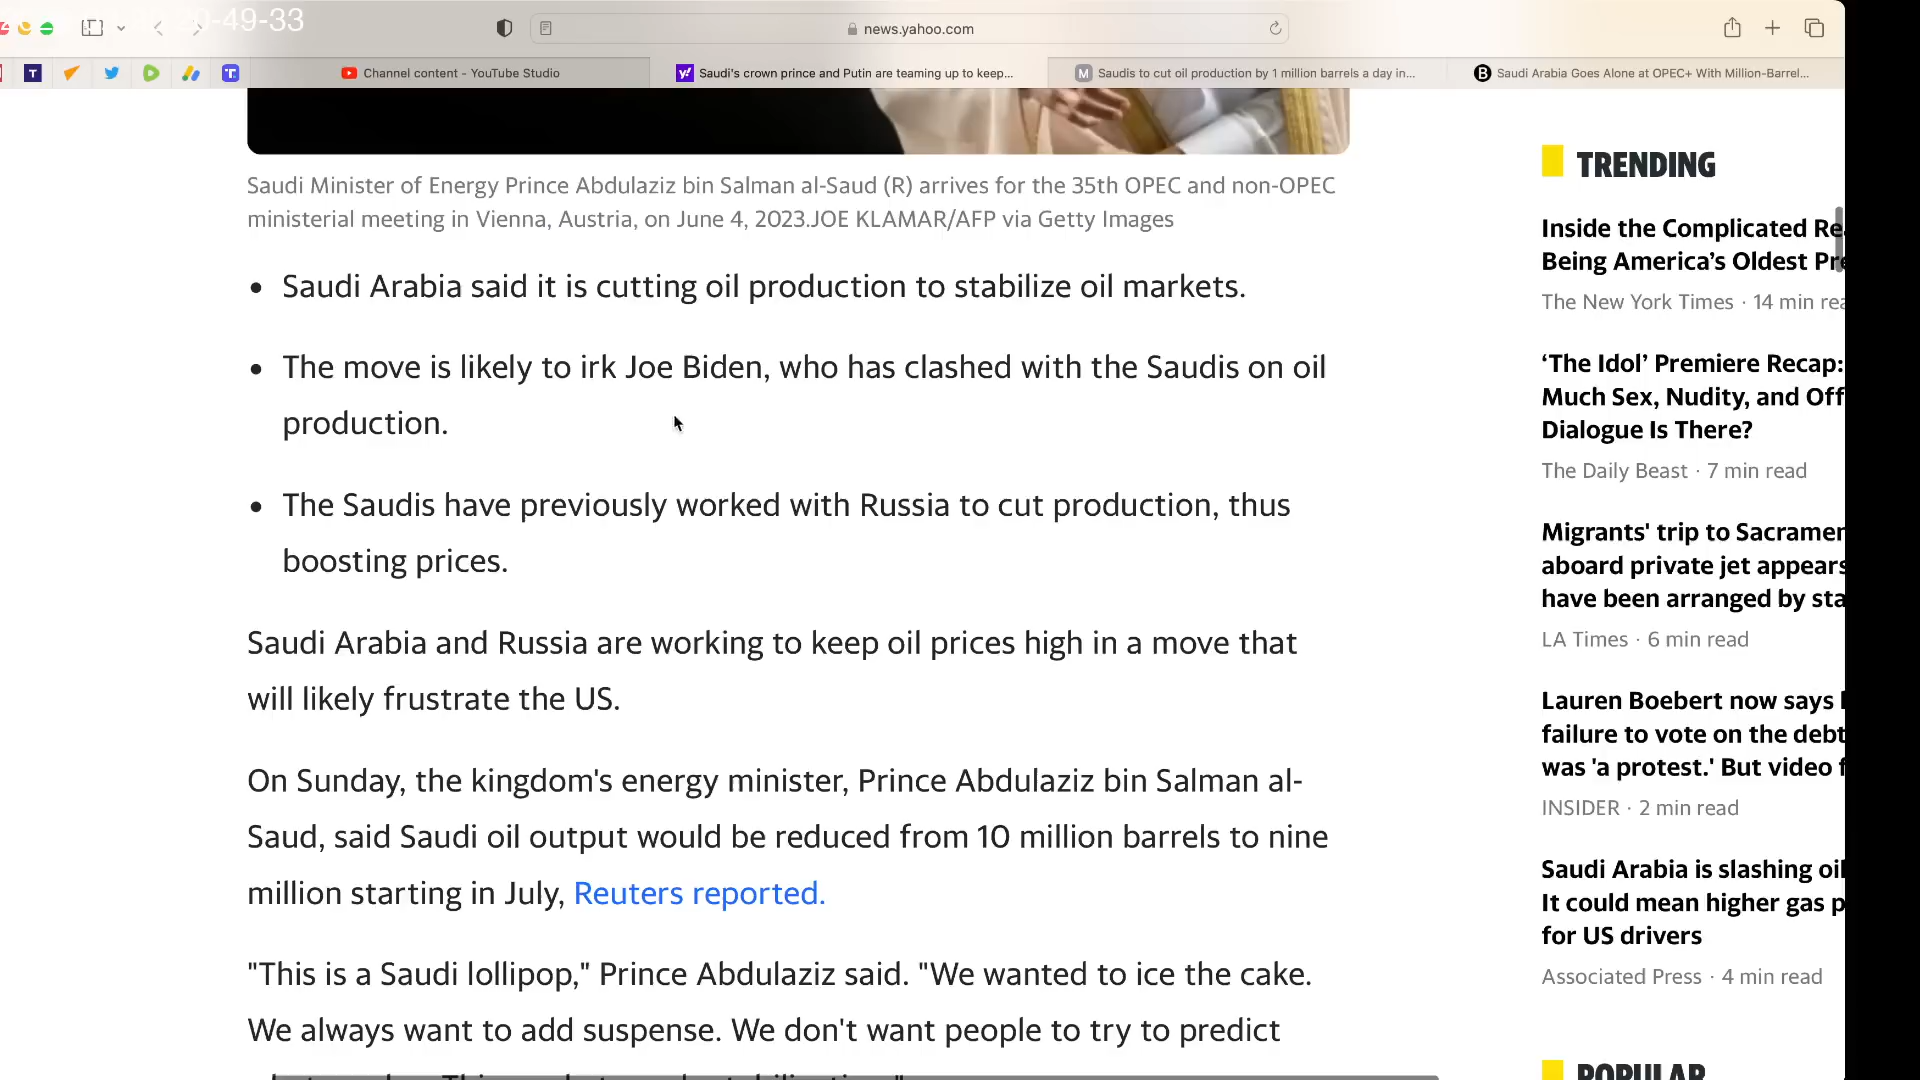 20-49-33
news.yahoo.com
Channel content - YouTube Studio
Saudi's crown prince and Putin are teaming up to keep...
Saudis to cut oil production by 1 million barrels a day in...
Saudi Arabia Goes Alone at OPEC+ With Million-Barrel...
Saudi Minister of Energy Prince Abdulaziz bin Salman al-Saud (R) arrives for the 35th OPEC and non-OPEC
ministerial meeting in Vienna, Austria, on June 4, 2023.JOE KLAMAR/AFP via Getty Images
• Saudi Arabia said it is cutting oil production to stabilize oil markets.
• The move is likely to irk Joe Biden, who has clashed with the Saudis on oil
production.
• The Saudis have previously worked with Russia to cut production, thus
boosting prices.
Saudi Arabia and Russia are working to keep oil prices high in a move that
will likely frustrate the US.
On Sunday, the kingdom's energy minister, Prince Abdulaziz bin Salman al-
Saud, said Saudi oil output would be reduced from 10 million barrels to nine
million starting in July, Reuters reported.
"This is a Saudi lollipop," Prince Abdulaziz said. "We wanted to ice the cake.
We always want to add suspense. We don't want people to try to predict
TRENDING
Inside the Complicated Re
Being America's Oldest Pre
The New York Times · 14 min rea
'The Idol' Premiere Recap:
Much Sex, Nudity, and Off
Dialogue Is There?
The Daily Beast · 7 min read
Migrants' trip to Sacramen
aboard private jet appears
have been arranged by sta
LA Times · 6 min read
Lauren Boebert now says
failure to vote on the debt
was 'a protest.' But video f
INSIDER · 2 min read
Saudi Arabia is slashing oil
It could mean higher gas p
for US drivers
Associated Press · 4 min read
POPULAR